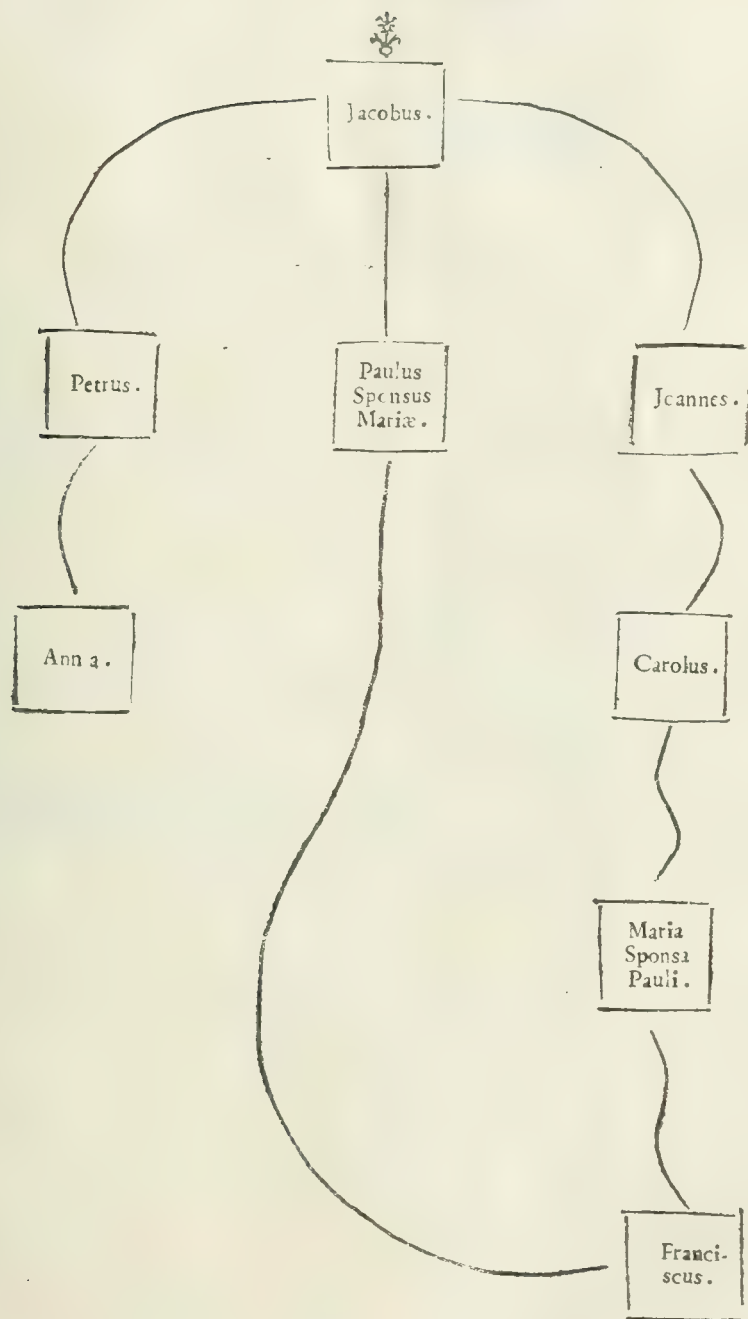 Jacobus.
Petrus.
Paulus
Sponsus
Mariæ.
Joannes.
Anna.
Carolus.
Maria
Sponsa
Pauli.
Franci-
scus.